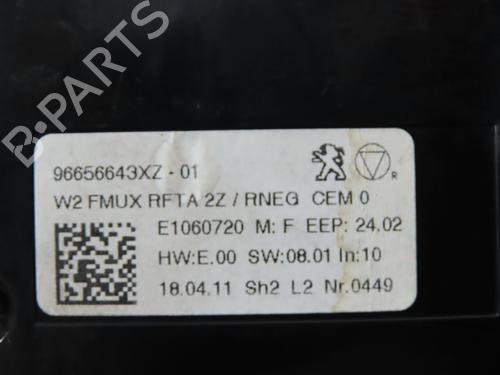 B-PARTS
96656643XZ - 01
W2 FMUX RFTA 2Z / RNEG CEM 0
E1060720 M: F EEP: 24.02
HW:E.00 SW:08.01 In:10
18.04.11 Sh2 L2 Nr.0449
R